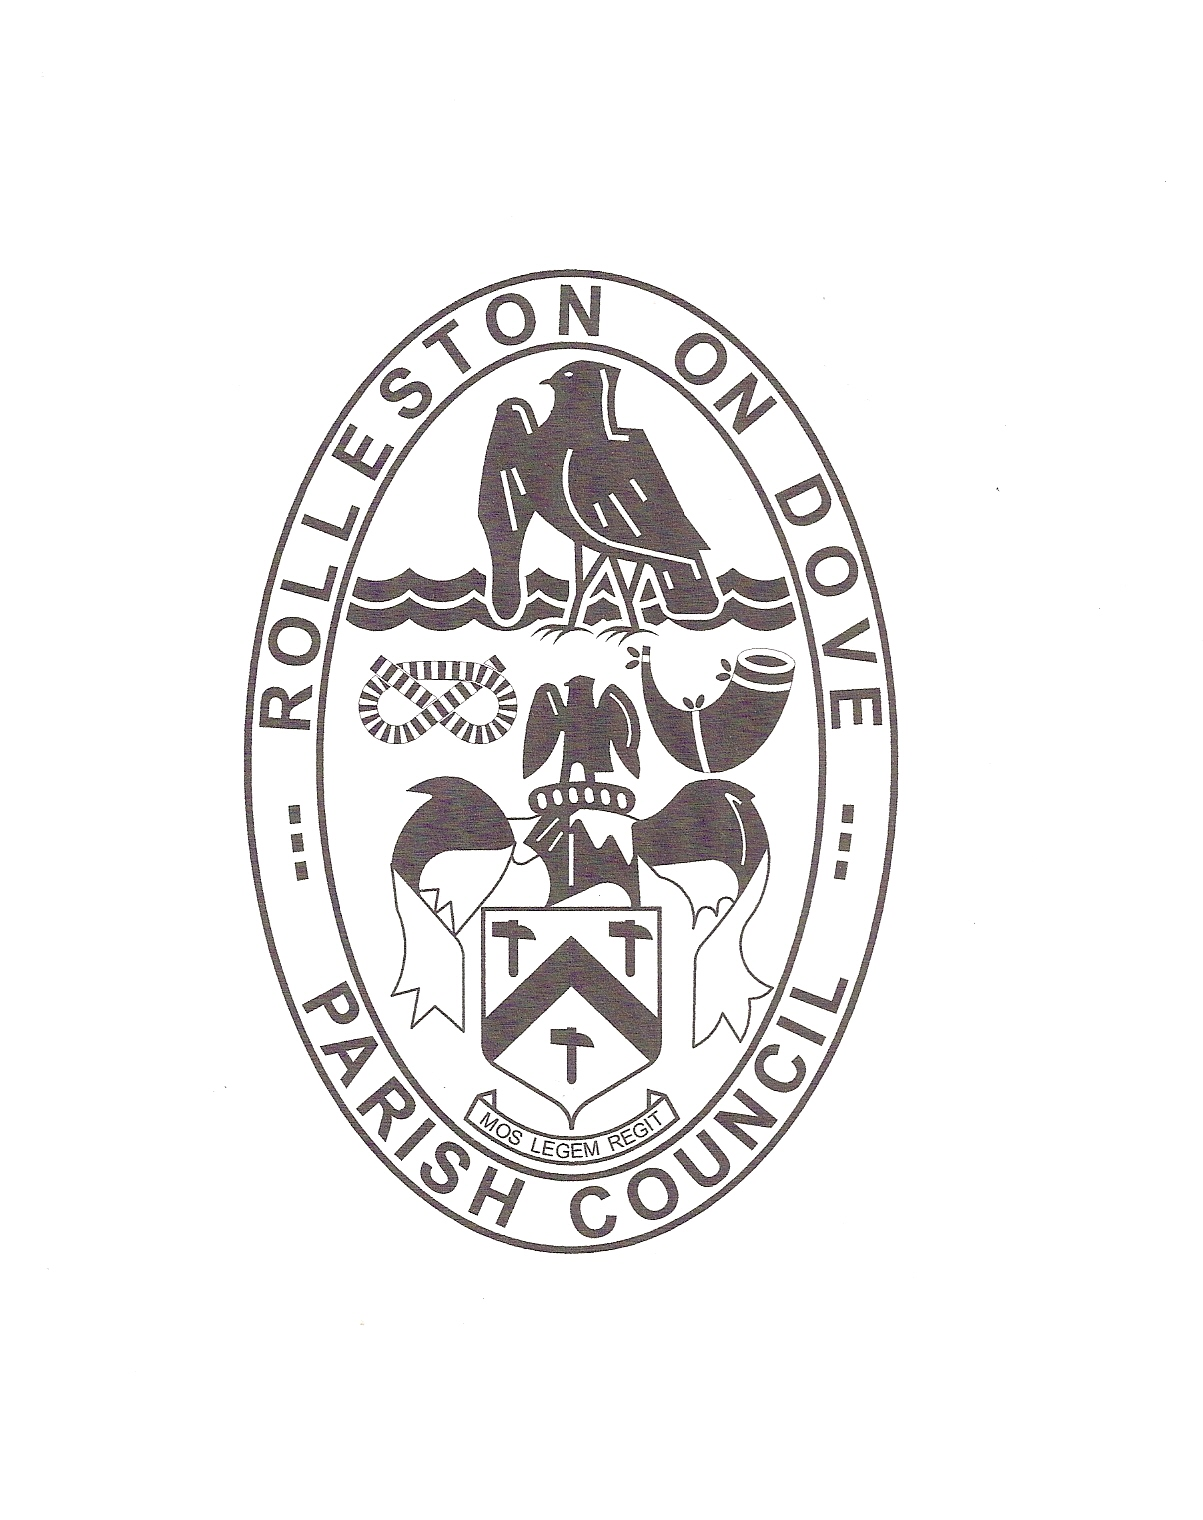 ROLLESTON ON DOVE
PARISH COUNCIL
MOS LEGEM REGIT